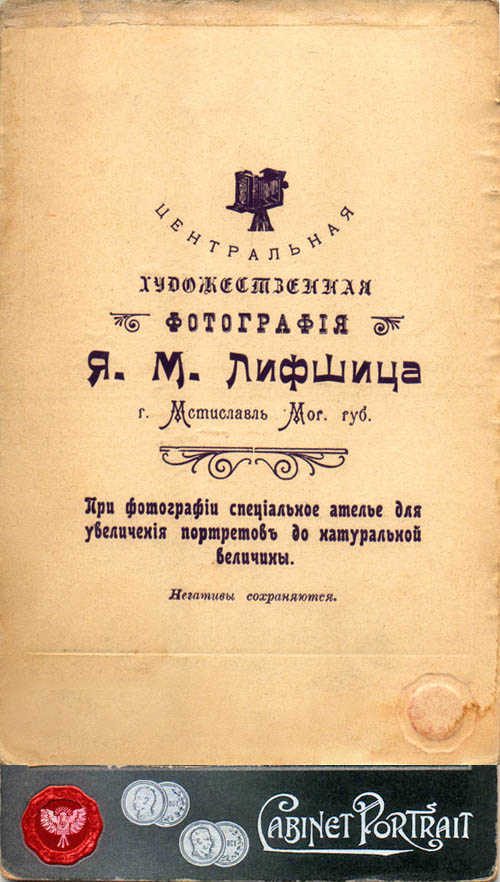 ЦЕНТРАЛЬНАЯ
ХУДОЖЕСТВЕННАЯ
ФОТОГРАФІЯ
Я. М. Лифшица
г. Мстиславль Мог. губ.
При фотографіи спеціальное ателье для
увеличенія портретовъ до натуральной
величины.
Негативы сохраняются.
CABINET PORTRAIT